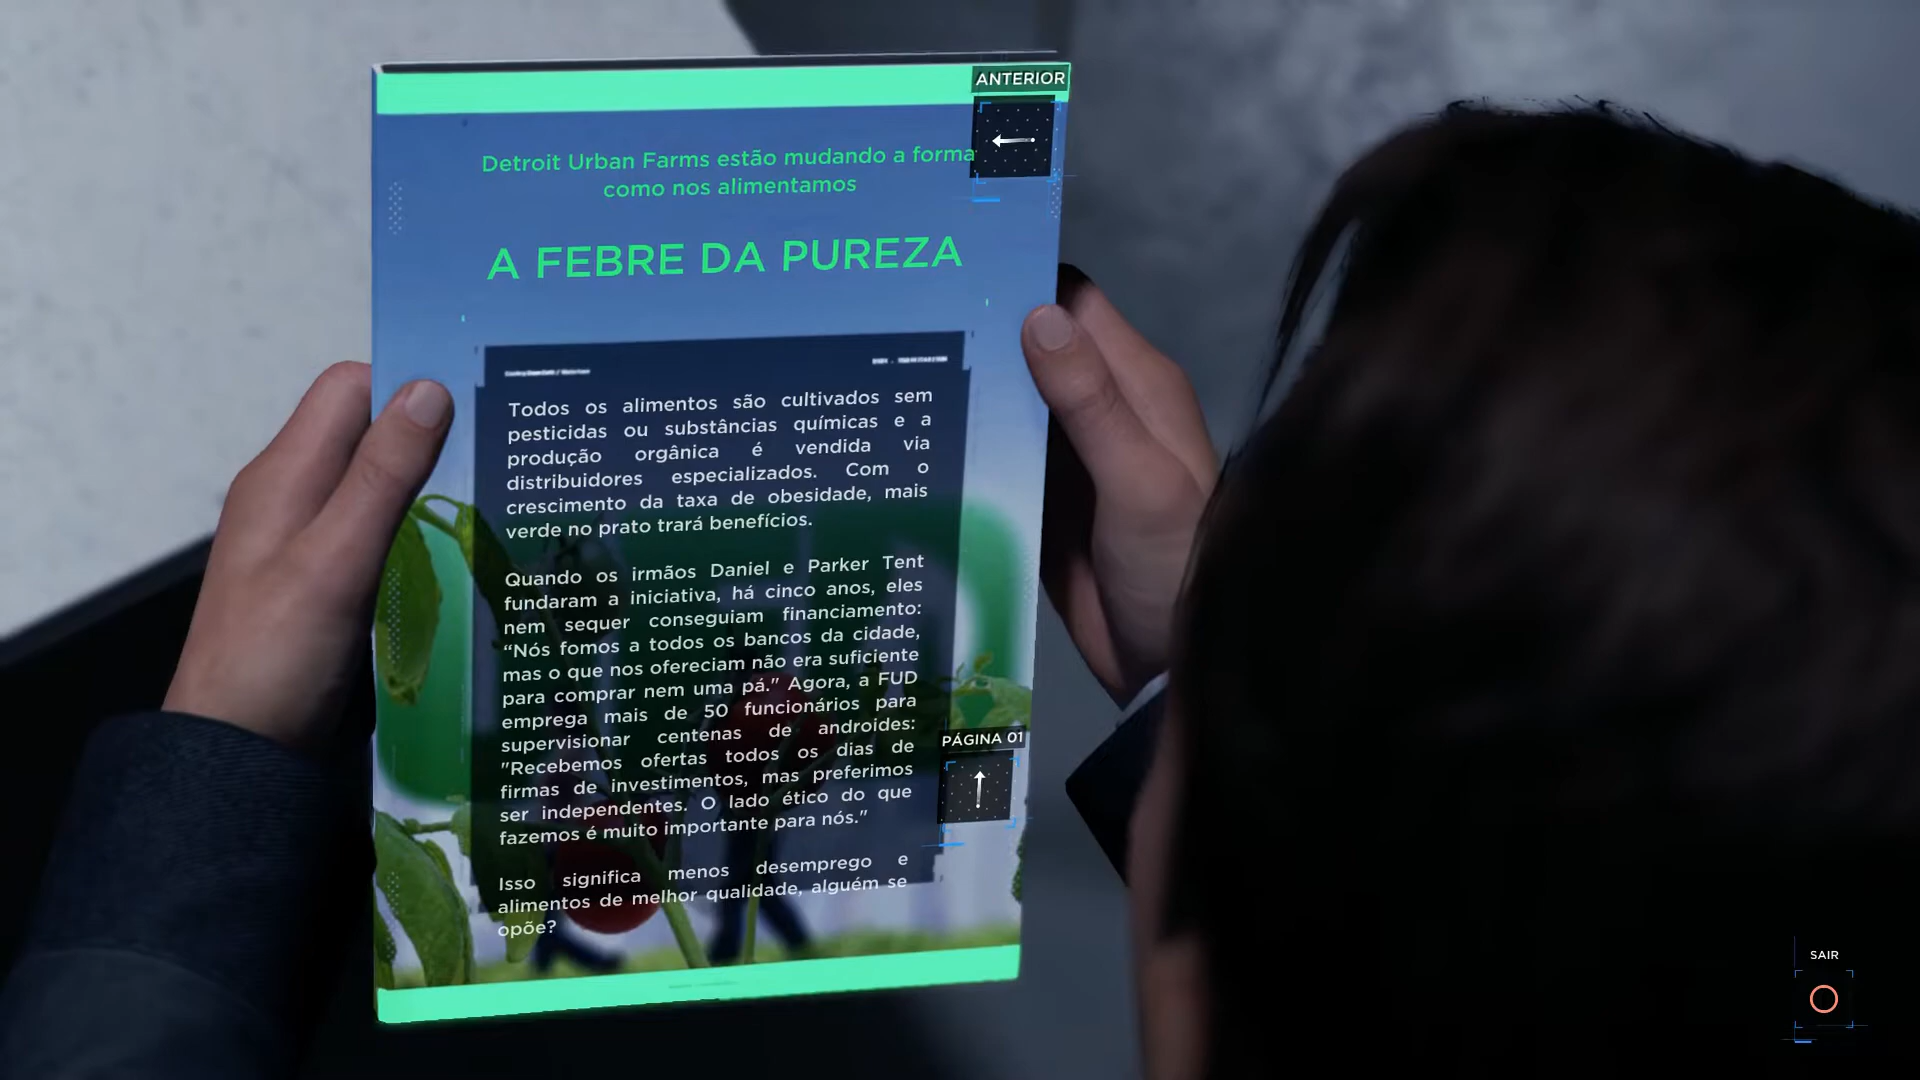 ANTERIOR
Detroit Urban Farms estão mudando a forma
como nos alimentamos
A FEBRE DA PUREZA
Todos os alimentos são cultivados sem
pesticidas ou substâncias químicas e a
produção orgânica é vendida via
distribuidores especializados. Com o
crescimento da taxa de obesidade, mais
verde no prato trará benefícios.
Quando os irmãos Daniel e Parker Tent
fundaram a iniciativa, há cinco anos, eles
nem sequer conseguiam financiamento:
“Nós fomos a todos os bancos da cidade,
mas o que nos ofereciam não era suficiente
para comprar nem uma pá." Agora, a FUD
emprega mais de 50 funcionários para
supervisionar centenas de androides:
"Recebemos ofertas todos os dias de
firmas de investimentos, mas preferimos
ser independentes. O lado ético do que
fazemos é muito importante para nós."
Isso significa menos desemprego e
alimentos de melhor qualidade, alguém se
opõe?
PÁGINA 01
SAIR